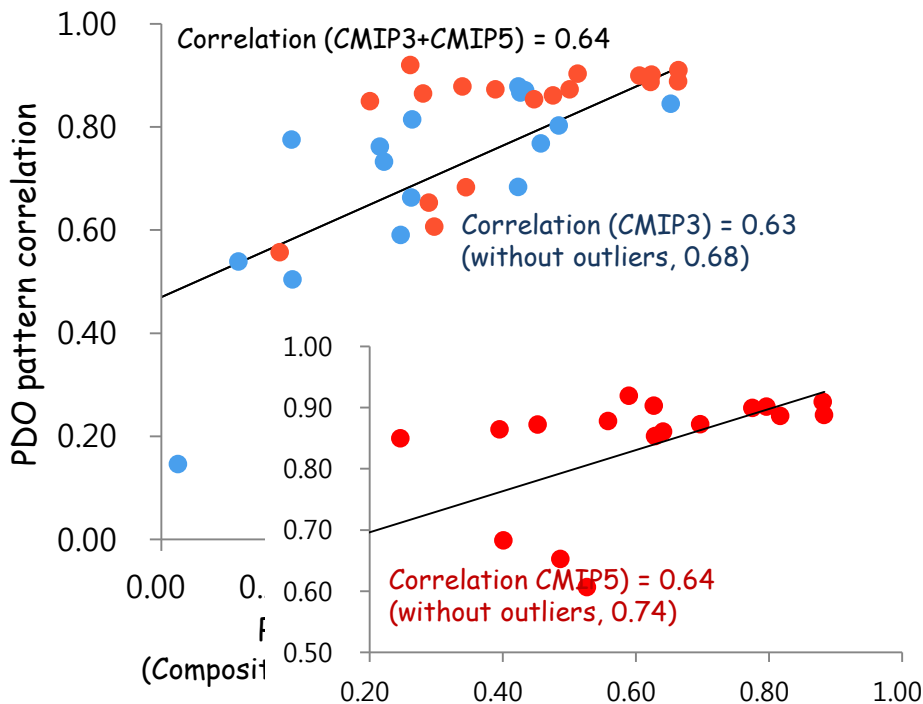 1.00
Correlation (CMIP3+CMIP5) = 0.64
0.80
0.60
0.40
0.20
0.00
PDO pattern correlation
Correlation (CMIP3) = 0.63
(without outliers, 0.68)
0.00
(Composit
1.00
0.90
0.80
0.70
0.60
0.50
Correlation CMIP5) = 0.64
(without outliers, 0.74)
0.20
0.40
0.60
0.80
1.00